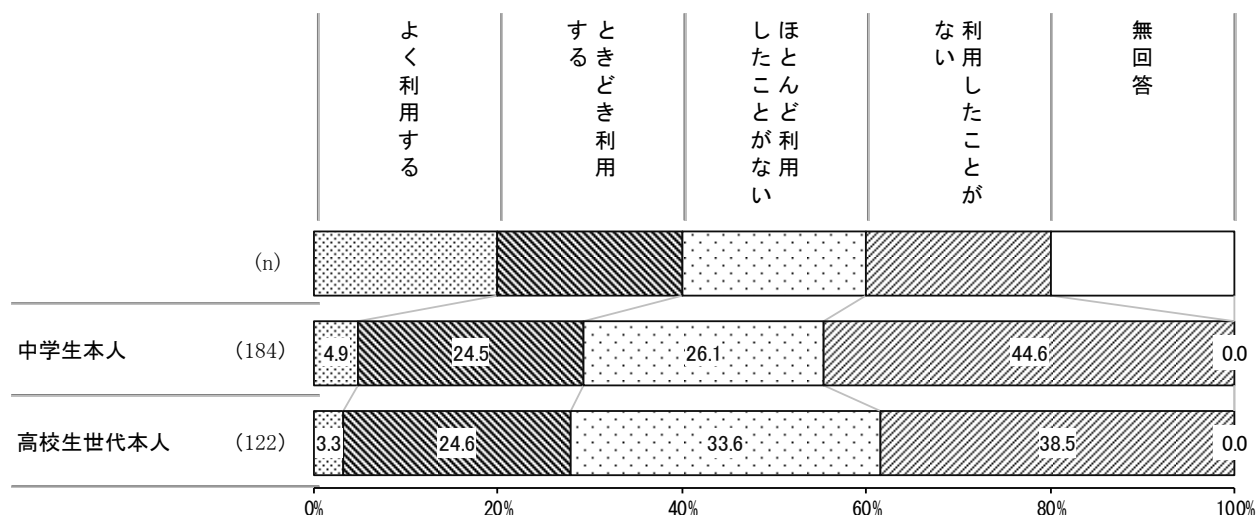 よく利用する
ときどき利用
する
ほとんど利用
したことがない
利用したことが
ない
無回答
(n)
中学生本人 (184) 4.9 24.5 26.1 44.6 0.0
高校生世代本人 (122) 3.3 24.6 33.6 38.5 0.0
0% 20% 40% 60% 80% 100%